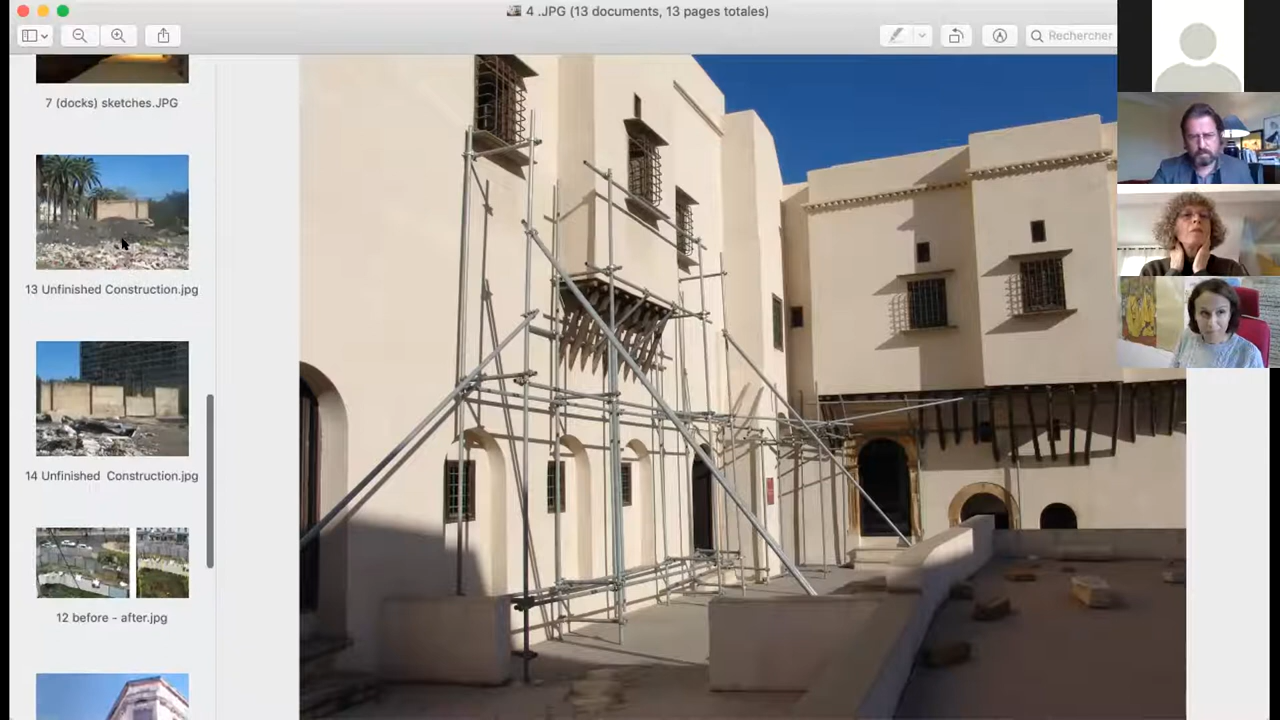 4 .JPG (13 documents, 13 pages totales)
Rechercher
7 (docks) sketches.JPG
13 Unfinished Construction.jpg
14 Unfinished  Construction.jpg
12 before - after.jpg